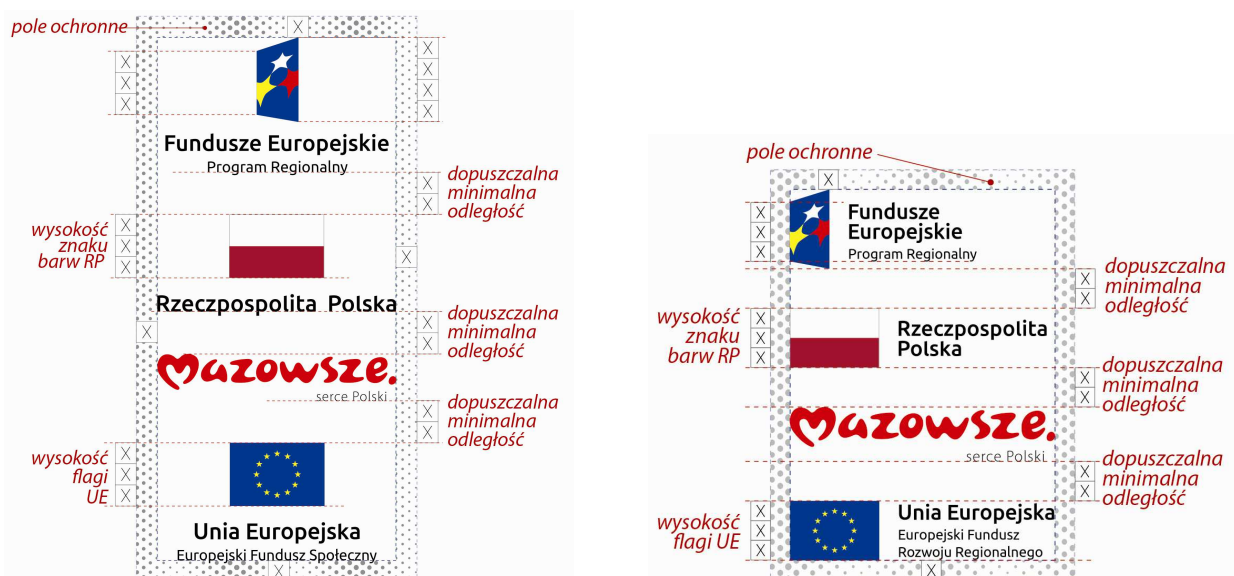 pole ochronne
X
X
X
X
X
X
X
X
Fundusze Europejskie
Program Regionalny
dopuszczalna
minimalna
odległość
X
X
wysokość
znaku
barw RP
X
X
X
X
Rzeczpospolita Polska
dopuszczalna
minimalna
odległość
X
X
X
mazowsze.
serce Polski
dopuszczalna
minimalna
odległość
X
X
wysokość
flagi
UE
X
X
X
Unia Europejska
Europejski Fundusz Społeczny
X
pole ochronne
X
X
X
X
Fundusze
Europejskie
Program Regionalny
dopuszczalna
minimalna
odległość
X
X
wysokość
znaku
barw RP
X
X
X
Rzeczpospolita
Polska
dopuszczalna
minimalna
odległość
X
X
mazowsze.
serce Polski
dopuszczalna
minimalna
odległość
X
X
wysokość
flagi UE
X
X
X
Unia Europejska
Europejski Fundusz
Rozwoju Regionalnego
X